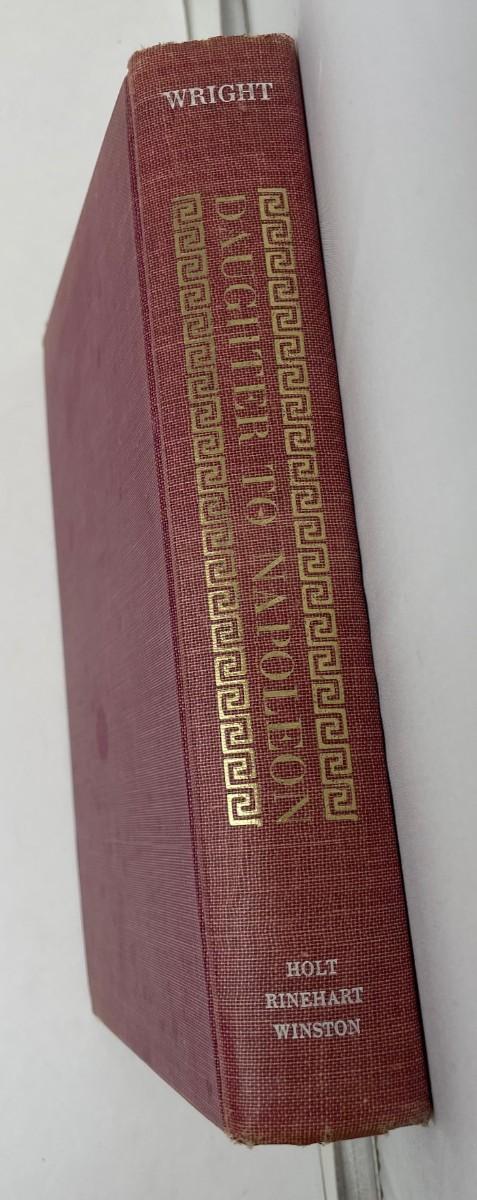 WRIGHT
DAUGHTER TO NAPOLEON
HOLT
RINEHART
WINSTON